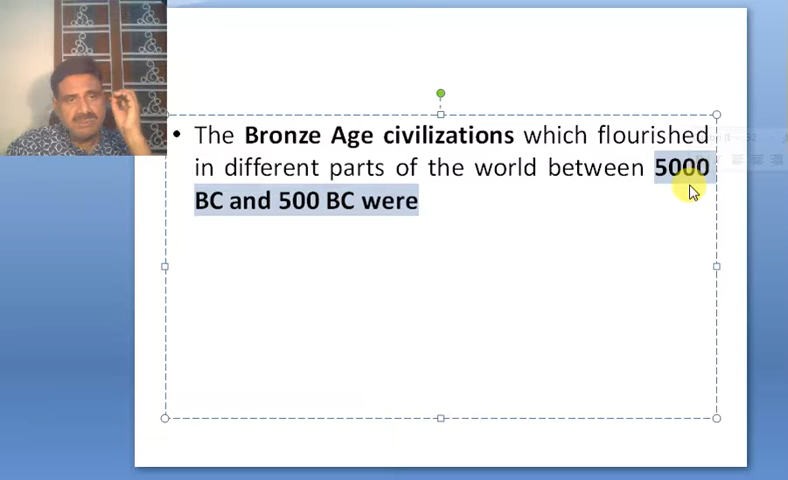 • The Bronze Age civilizations which flourished
in different parts of the world between 5000
BC and 500 BC were